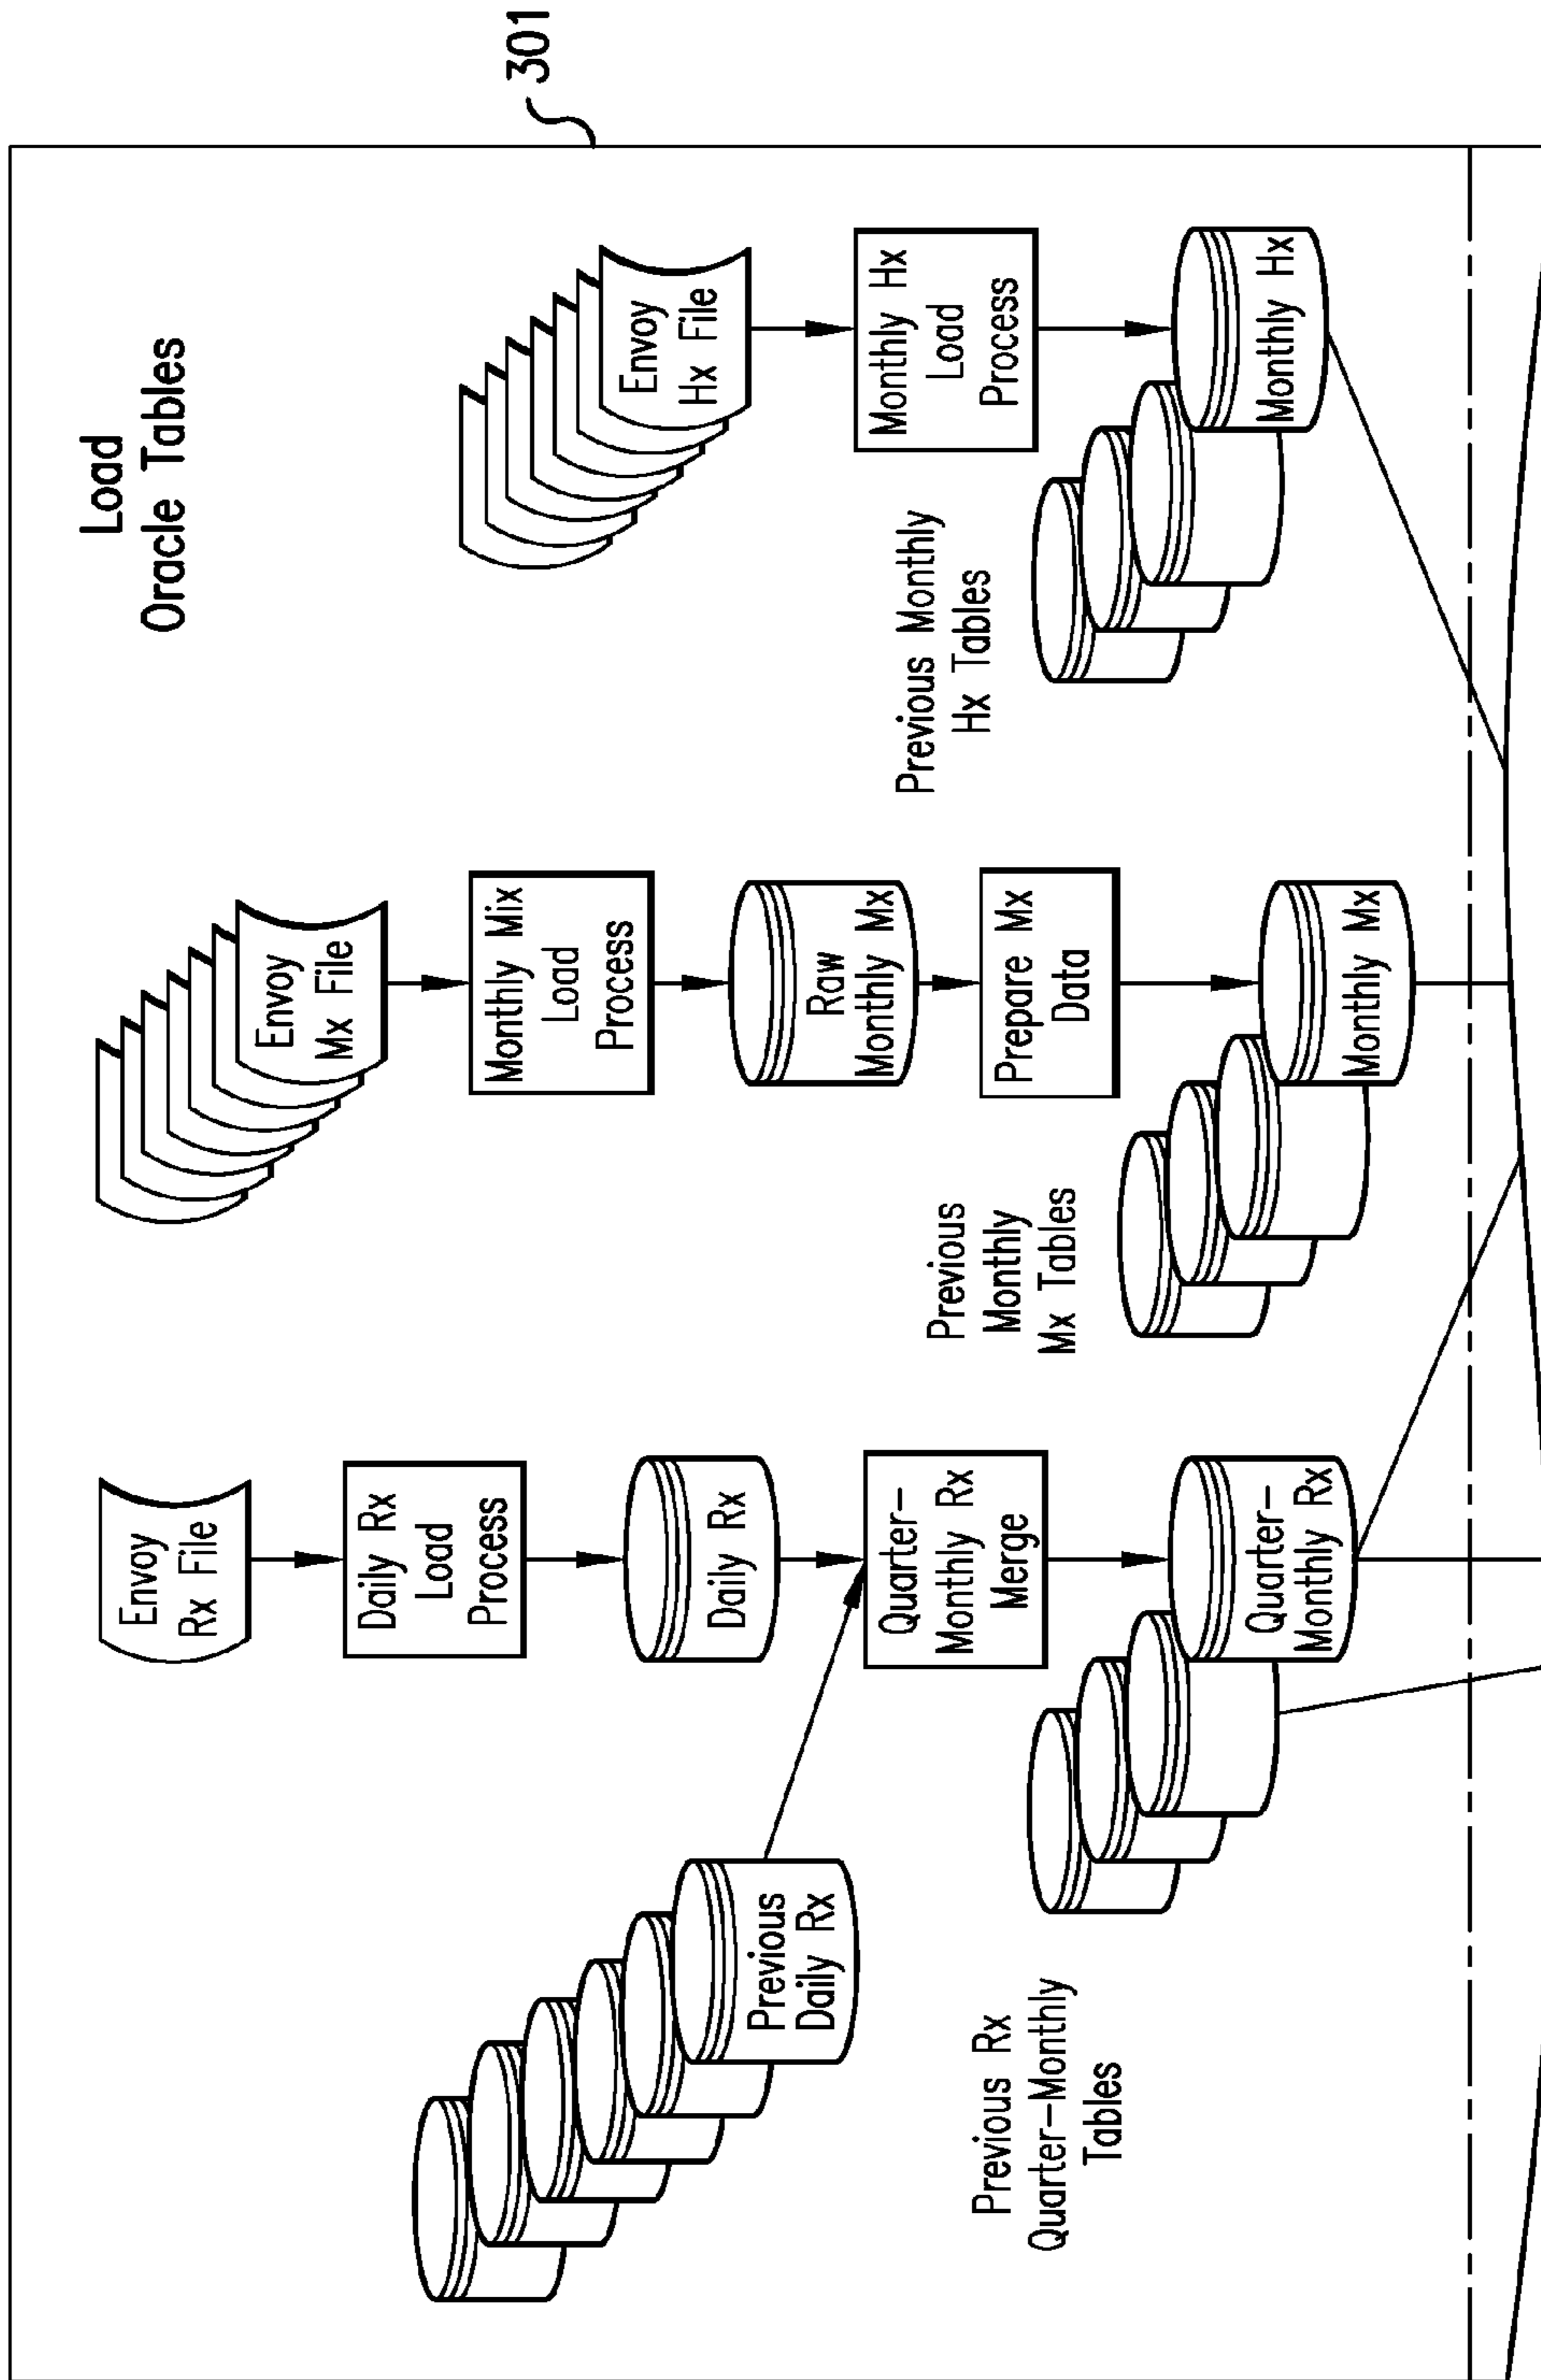 Load
Oracle Tables
301
Envoy
Rx File
Daily Rx
Load
Process
Daily Rx
Previous
Daily Rx
Quarter-
Monthly Rx
Merge
Previous Rx
Quarter-Monthly
Tables
Quarter-
Monthly Rx
Envoy
Mx File
Monthly Mix
Load
Process
Raw
Monthly Mx
Prepare Mx
Data
Previous
Monthly
Mx Tables
Monthly Mx
Envoy
Hx File
Monthly Hx
Load
Process
Previous Monthly
Hx Tables
Monthly Hx